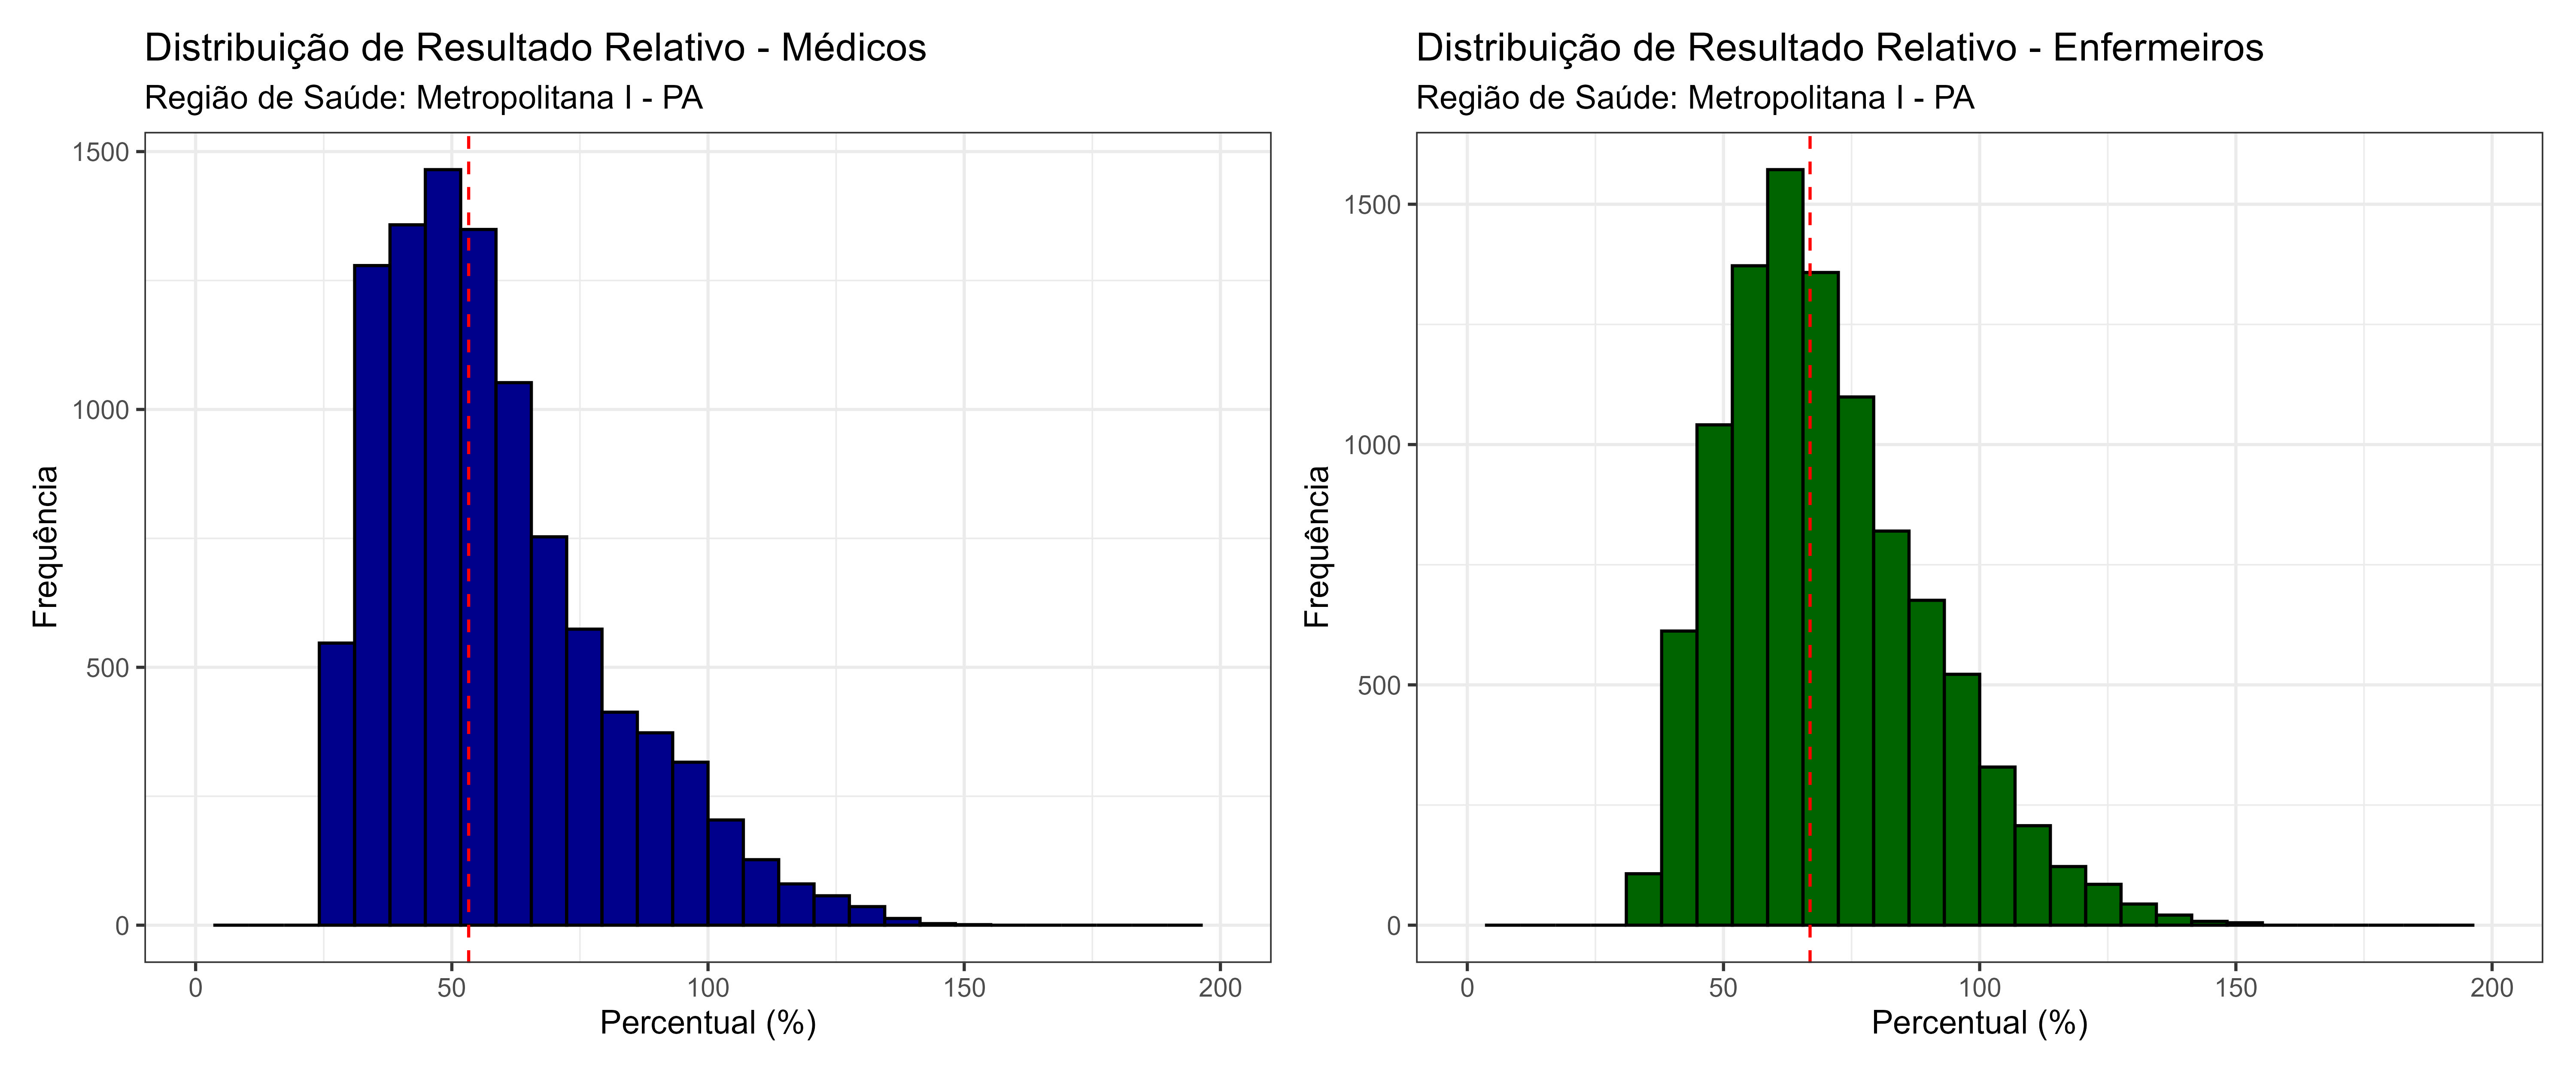 Distribuição de Resultado Relativo - Médicos
Região de Saúde: Metropolitana I - PA
1500
1000
500
0
Frequência
0 50 100 150 200
Percentual (%)
Distribuição de Resultado Relativo - Enfermeiros
Região de Saúde: Metropolitana I - PA
1500
1000
500
0
Frequência
0 50 100 150 200
Percentual (%)